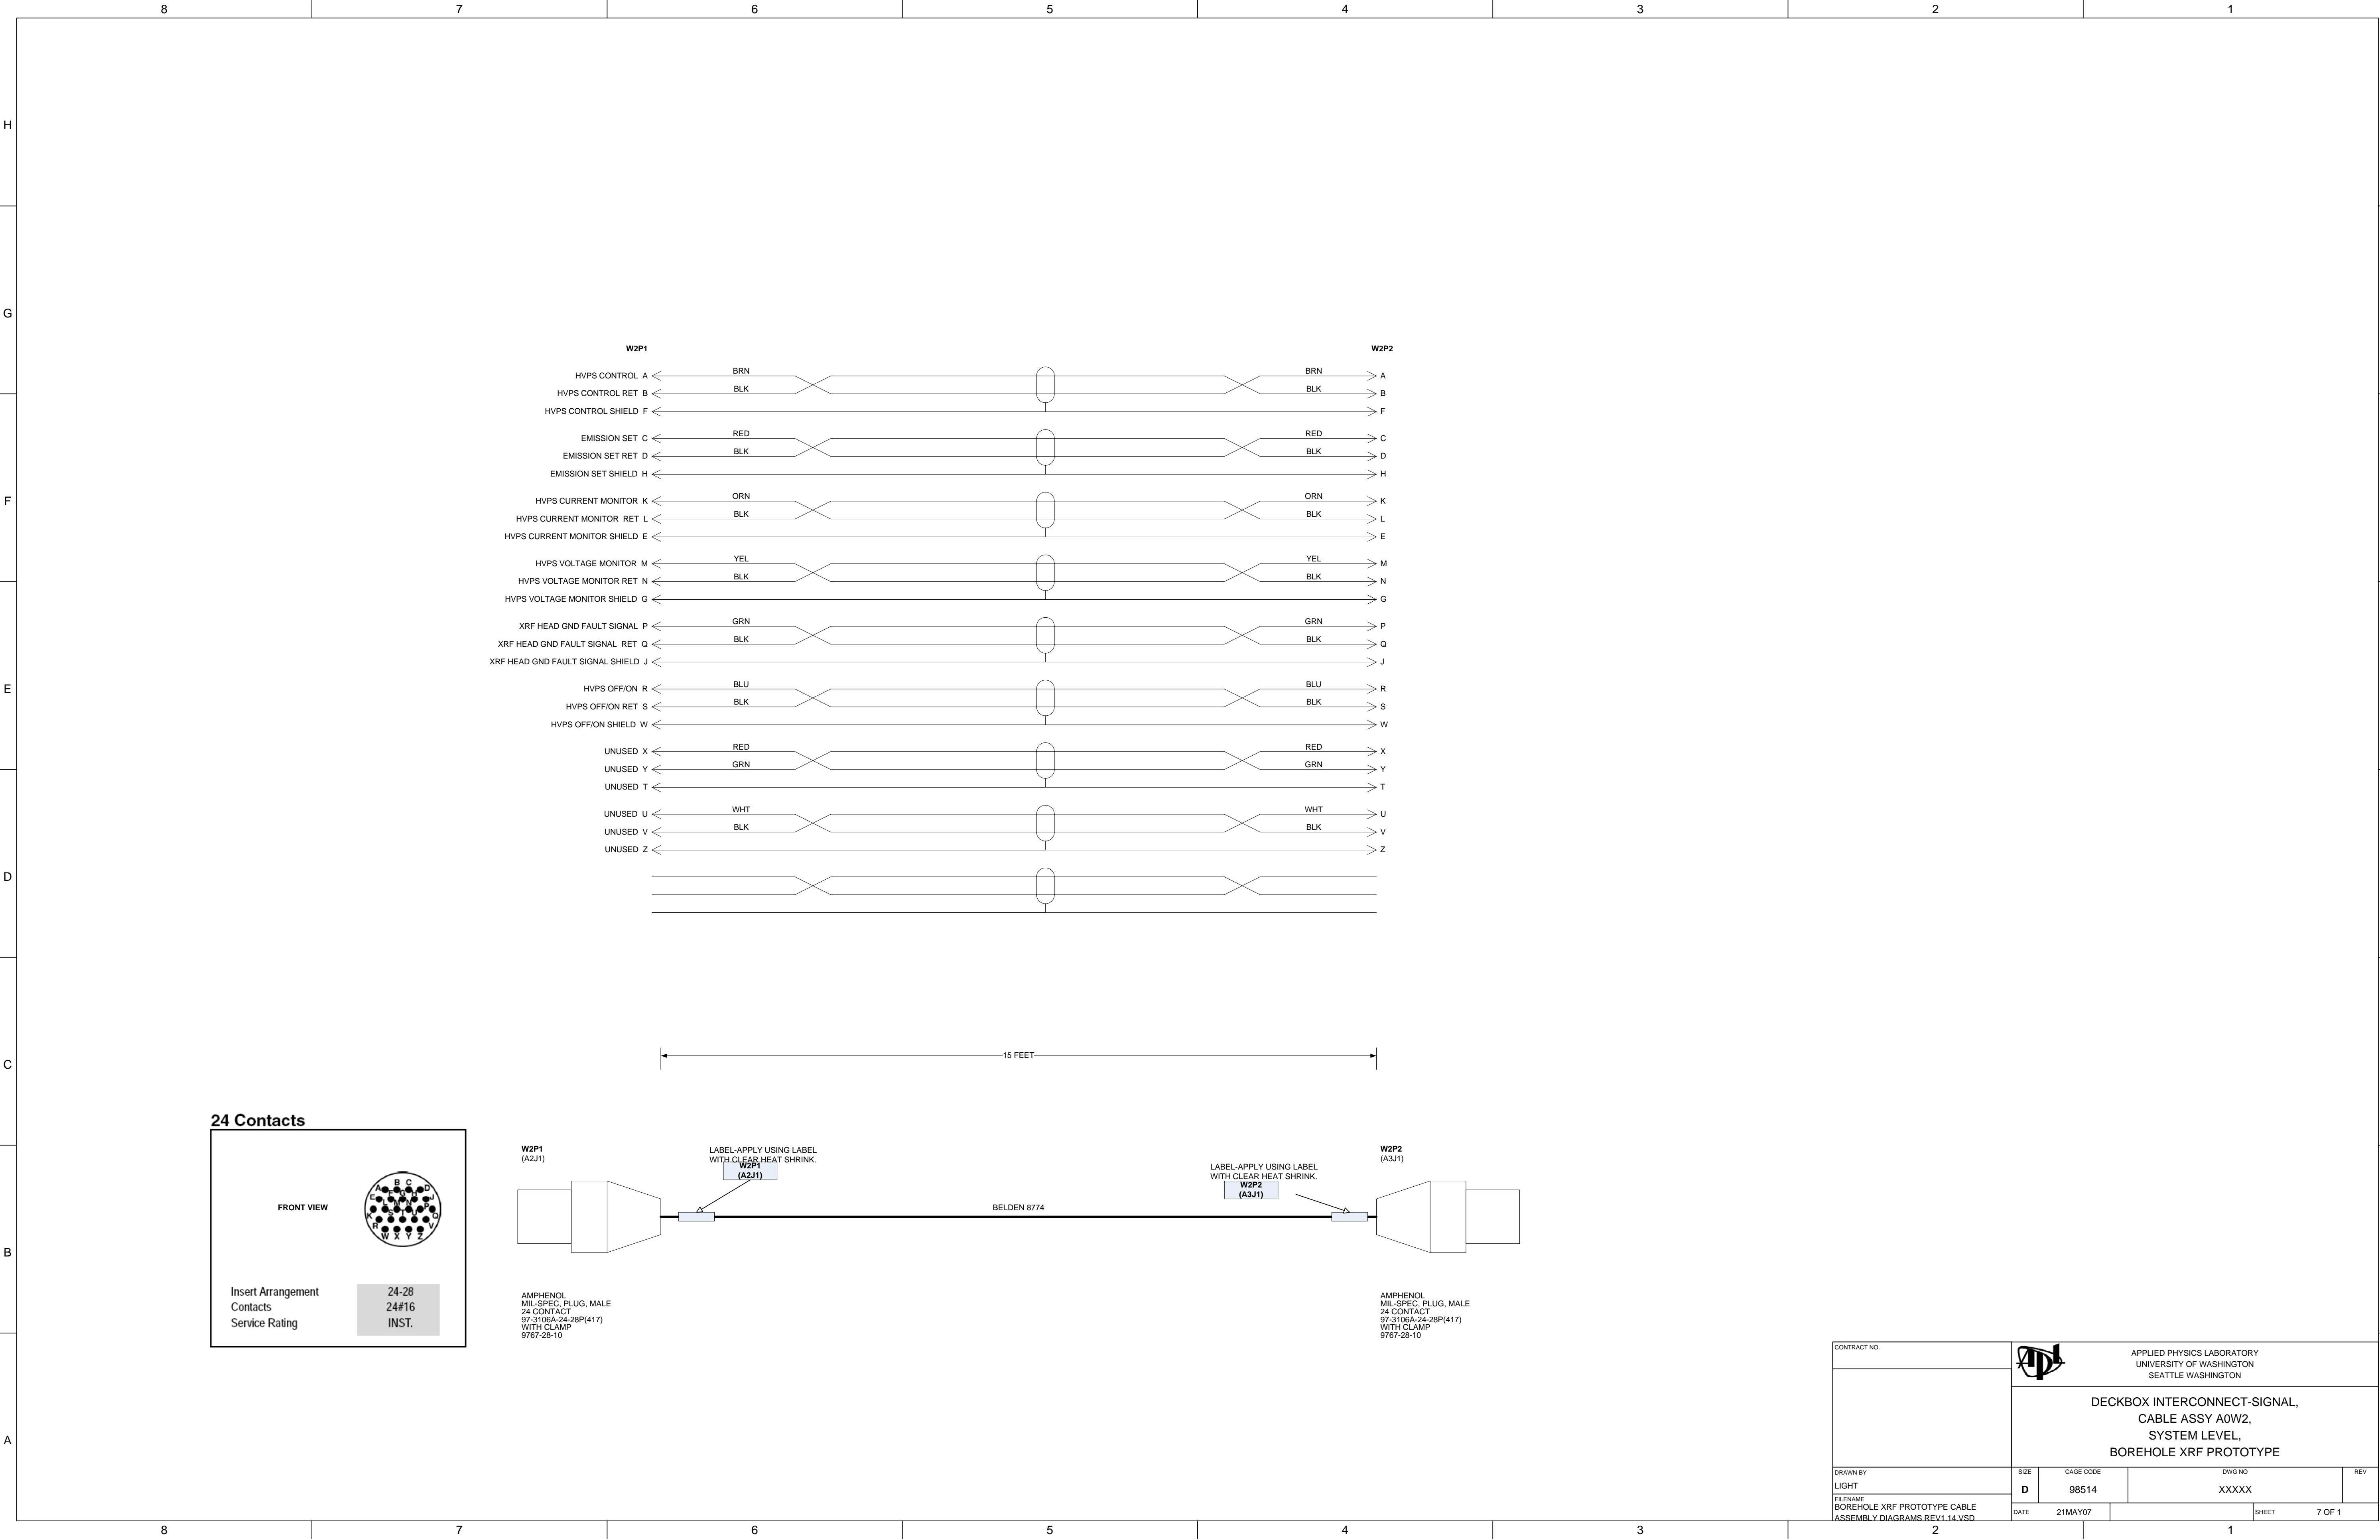 8 7 6 5 4 3 2 1
H
G
F
E
D
C
B
A
W2P1 W2P2
HVPS CONTROL A BRN BRN A
HVPS CONTROL RET B BLK BLK B
HVPS CONTROL SHIELD F F
EMISSION SET C RED RED C
EMISSION SET RET D BLK BLK D
EMISSION SET SHIELD H H
HVPS CURRENT MONITOR K ORN ORN K
HVPS CURRENT MONITOR RET L BLK BLK L
HVPS CURRENT MONITOR SHIELD E E
HVPS VOLTAGE MONITOR M YEL YEL M
HVPS VOLTAGE MONITOR RET N BLK BLK N
HVPS VOLTAGE MONITOR SHIELD G G
XRF HEAD GND FAULT SIGNAL P GRN GRN P
XRF HEAD GND FAULT SIGNAL RET Q BLK BLK Q
XRF HEAD GND FAULT SIGNAL SHIELD J J
HVPS OFF/ON R BLU BLU R
HVPS OFF/ON RET S BLK BLK S
HVPS OFF/ON SHIELD W W
UNUSED X RED RED X
UNUSED Y GRN GRN Y
UNUSED T T
UNUSED U WHT WHT U
UNUSED V BLK BLK V
UNUSED Z Z
15 FEET
24 Contacts
FRONT VIEW
A B C D
K
Q
R V
W X Y Z
Insert Arrangement 24-28
Contacts 24#16
Service Rating INST.
W2P1
(A2J1)
LABEL-APPLY USING LABEL
WITH CLEAR HEAT SHRINK.
W2P1
(A2J1)
BELDEN 8774
LABEL-APPLY USING LABEL
WITH CLEAR HEAT SHRINK.
W2P2
(A3J1)
W2P2
(A3J1)
AMPHENOL
MIL-SPEC, PLUG, MALE
24 CONTACT
97-3106A-24-28P(417)
WITH CLAMP
9767-28-10
AMPHENOL
MIL-SPEC, PLUG, MALE
24 CONTACT
97-3106A-24-28P(417)
WITH CLAMP
9767-28-10
CONTRACT NO.
apl
APPLIED PHYSICS LABORATORY
UNIVERSITY OF WASHINGTON
SEATTLE WASHINGTON
DECKBOX INTERCONNECT-SIGNAL,
CABLE ASSY A0W2,
SYSTEM LEVEL,
BOREHOLE XRF PROTOTYPE
DRAWN BY
LIGHT
FILENAME
BOREHOLE XRF PROTOTYPE CABLE
ASSEMBLY DIAGRAMS REV1.14.VSD
SIZE CAGE CODE DWG NO REV
D 98514 XXXXX
DATE 21MAY07 SHEET 7 OF 1
8 7 6 5 4 3 2 1